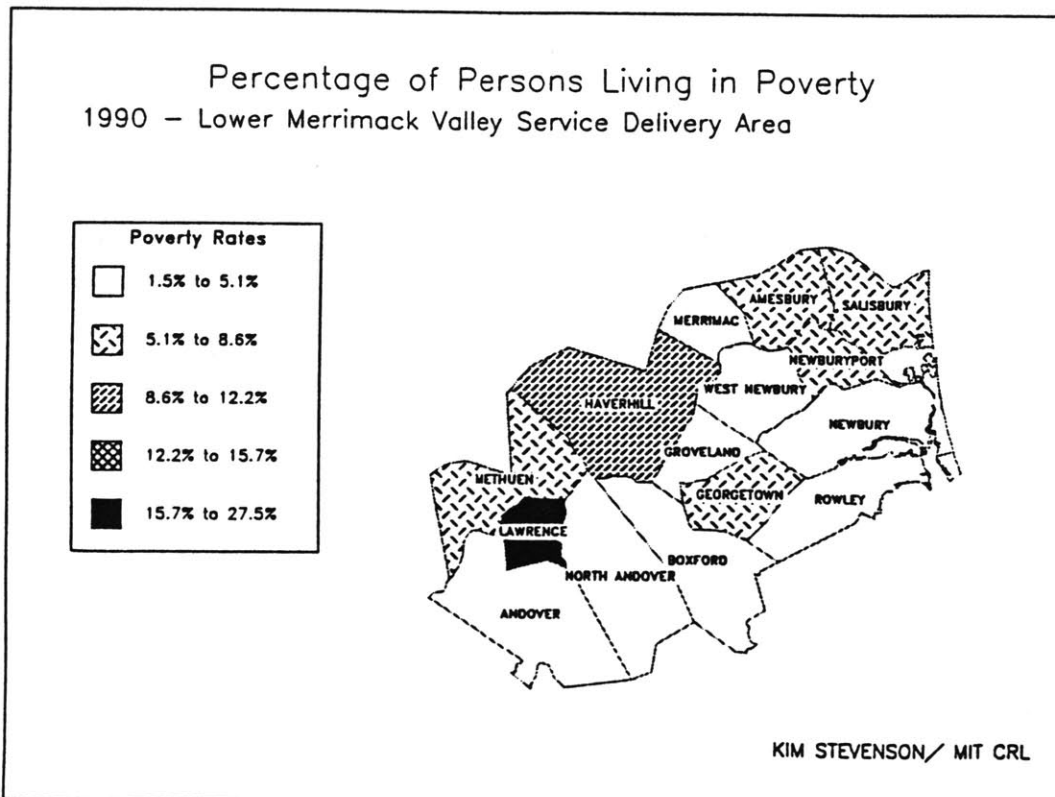 Percentage of Persons Living in Poverty
1990 – Lower Merrimack Valley Service Delivery Area
Poverty Rates
1.5% to 5.1%
5.1% to 8.6%
8.6% to 12.2%
12.2% to 15.7%
15.7% to 27.5%
AMESBURY
SALISBURY
MERRIMAC
NEWBURYPORT
WEST NEWBURY
HAVERHILL
NEWBURY
GROVELAND
METHUEN
GEORGETOWN
ROWLEY
LAWRENCE
BOXFORD
NORTH ANDOVER
ANDOVER
KIM STEVENSON/ MIT CRL